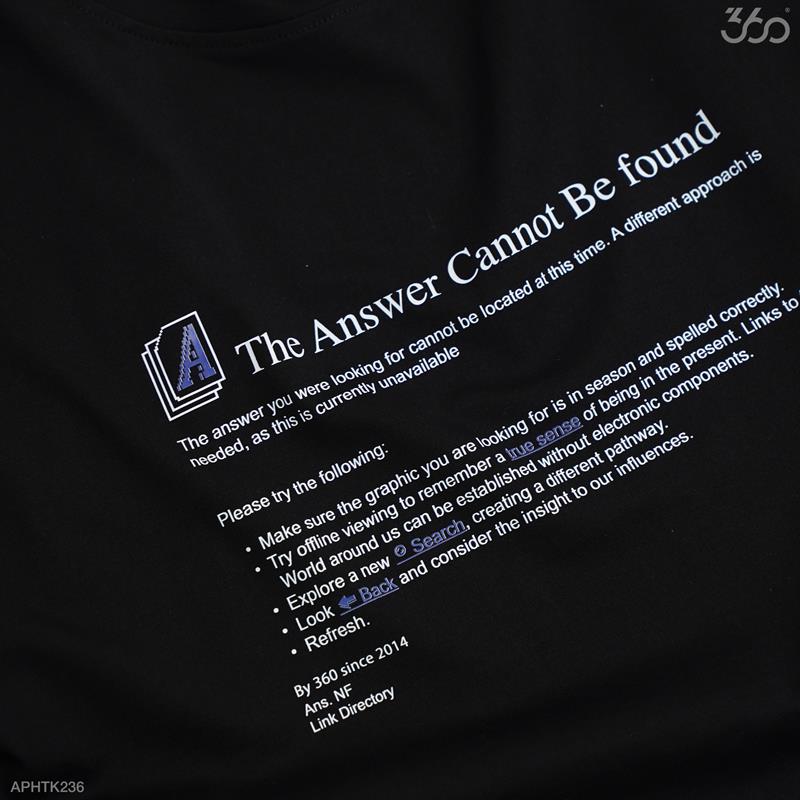 360
The Answer Cannot Be found
The answer you were looking for cannot be located at this time. A different approach is
needed, as this is currently unavailable
Please try the following:
• Make sure the graphic you are looking for is in season and spelled correctly.
• Try offline viewing to remember a true sense of being in the present. Links to
World around us can be established without electronic components.
• Explore a new Search, creating a different pathway.
• Look Back and consider the insight to our influences.
• Refresh.
By 360 since 2014
Ans. NF
Link Directory
A
APHTK236